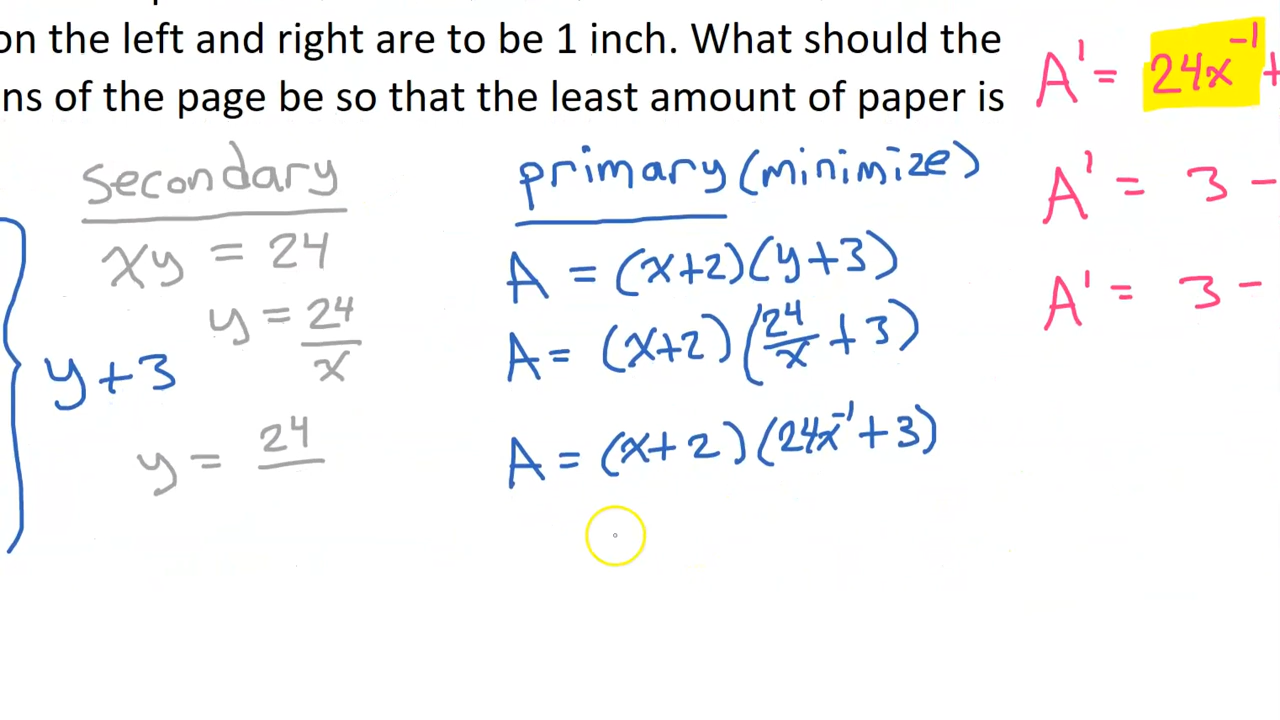 on the left and right are to be 1 inch. What should the
ns of the page be so that the least amount of paper is
secondary
xy = 24
y = 24/x
y + 3
y = 24/
primary (minimize)
A = (x+2)(y+3)
A = (x+2)(24/x + 3)
A = (x+2)(24x⁻¹ + 3)
A' = 24x⁻¹ +
A' = 3 -
A' = 3 -